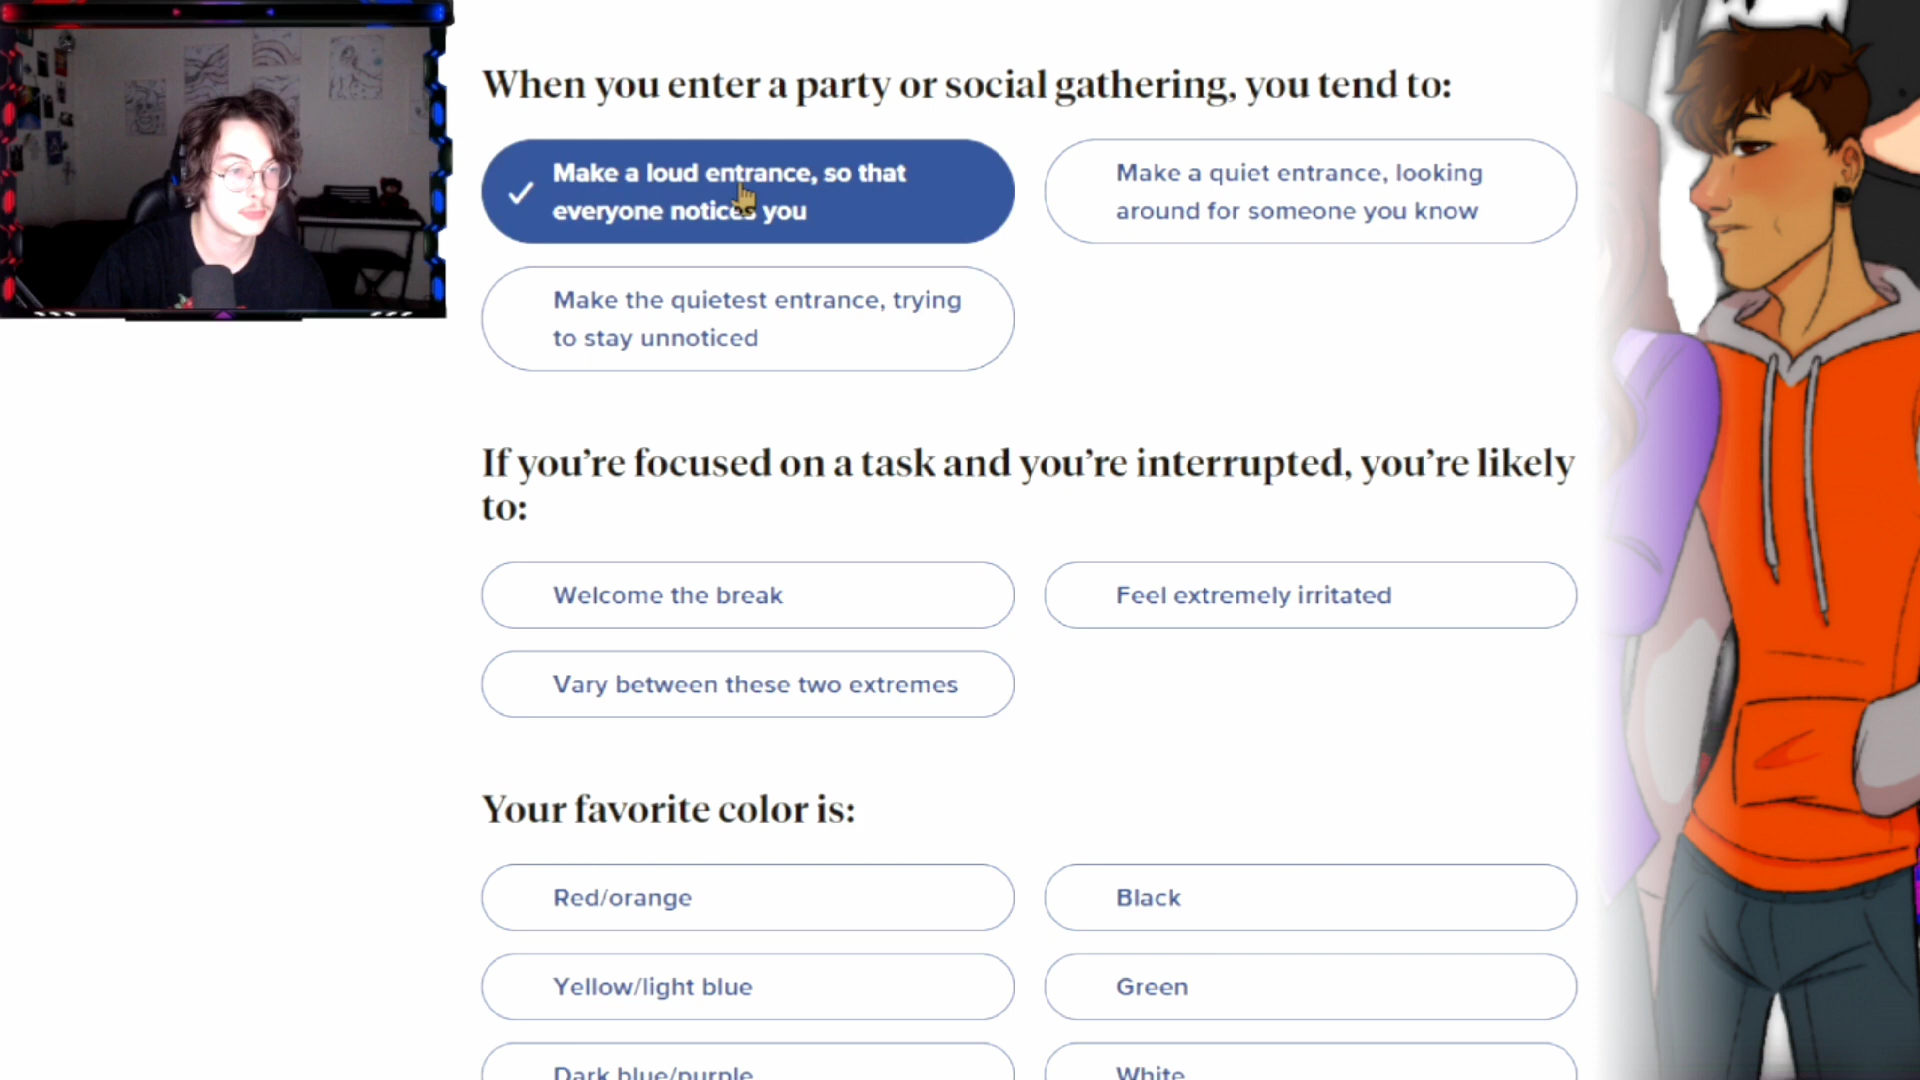 When you enter a party or social gathering, you tend to:
Make a loud entrance, so that
everyone notices you
Make a quiet entrance, looking
around for someone you know
Make the quietest entrance, trying
to stay unnoticed
If you’re focused on a task and you’re interrupted, you’re likely
to:
Welcome the break
Feel extremely irritated
Vary between these two extremes
Your favorite color is:
Red/orange
Black
Yellow/light blue
Green
Dark blue/purple
White